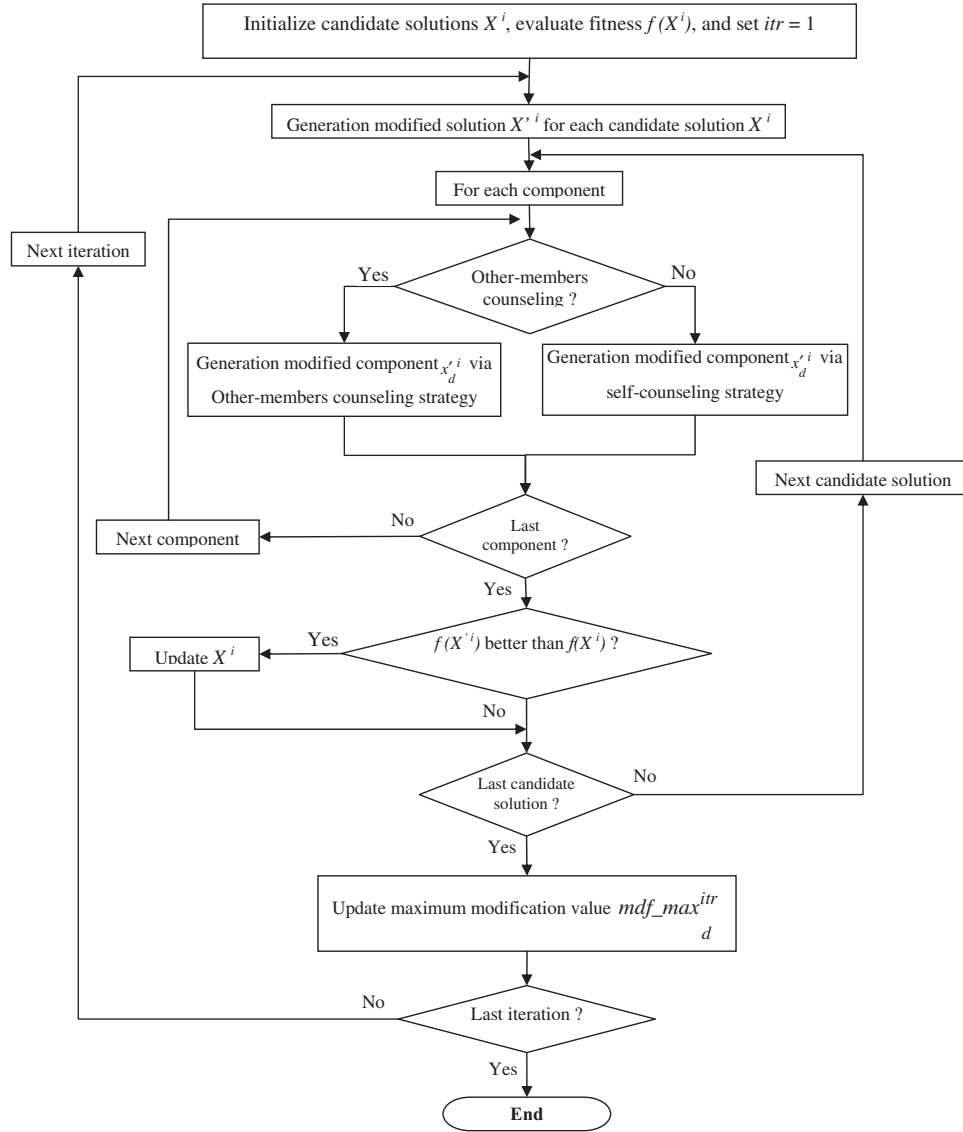 Initialize candidate solutions X^i, evaluate fitness f (X^i), and set itr = 1
Generation modified solution X'^i for each candidate solution X^i
For each component
Next iteration
Yes
No
Other-members
counseling ?
Generation modified component x'_d^i via
Other-members counseling strategy
Generation modified component x'_d^i via
self-counseling strategy
Next candidate solution
No
Last
component ?
Next component
Yes
f (X'^i) better than f(X^i) ?
Yes
Update X^i
No
Last candidate
solution ?
No
Yes
Update maximum modification value mdf_max_d^itr
No
Last iteration ?
Yes
End